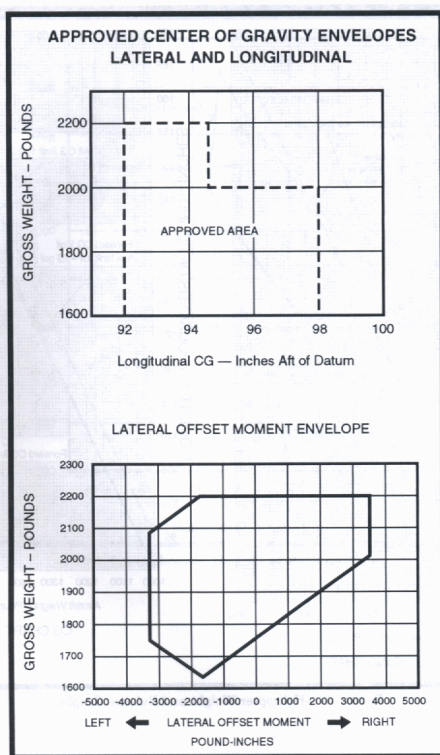 APPROVED CENTER OF GRAVITY ENVELOPES
LATERAL AND LONGITUDINAL
GROSS WEIGHT – POUNDS
2200
2000
1800
1600
APPROVED AREA
92 94 96 98 100
Longitudinal CG — Inches Aft of Datum
LATERAL OFFSET MOMENT ENVELOPE
GROSS WEIGHT – POUNDS
2300
2200
2100
2000
1900
1800
1700
1600
-5000 -4000 -3000 -2000 -1000 0 1000 2000 3000 4000 5000
LEFT LATERAL OFFSET MOMENT RIGHT
POUND-INCHES